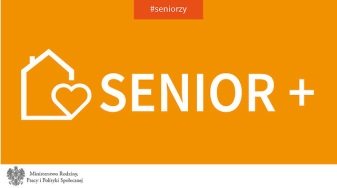 #seniorzy
SENIOR +
Ministerstwo Rodziny,
Pracy i Polityki Społecznej